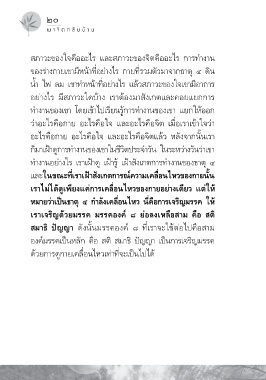 ๒๐
พาจิตกลับบ้าน
สภาวะของใจคืออะไร และสภาวะของจิตคืออะไร การทำงาน
ของร่างกายเขามีหน้าที่อย่างไร กายที่รวมตัวมาจากธาตุ ๔ ดิน
น้ำ ไฟ ลม เขาทำหน้าที่อย่างไร แล้วสภาวะของใจเขามีอาการ
อย่างไร มีสภาวะใดบ้าง เราต้องมาสังเกตและคอยแยกการ
ทำงานของเขา โดยเข้าไปเรียนรู้การทำงานของเขา แยกให้ออก
ว่าอะไรคือกาย อะไรคือใจ และอะไรคือจิต เมื่อเราเข้าใจว่า
อะไรคือกาย อะไรคือใจ และอะไรคือจิตแล้ว หลังจากนั้นเรา
ก็มาเฝ้าดูการทำงานของเขาในชีวิตประจำวัน ในระหว่างวันว่าเขา
ทำงานอย่างไร เราเฝ้าดู เฝ้ารู้ เฝ้าสังเกตการทำงานของธาตุ ๔
และในขณะที่เราเฝ้าสังเกตการณ์ความเคลื่อนไหวของกายนั้น
เราไม่ได้ดูเพียงแค่การเคลื่อนไหวของกายอย่างเดียว แต่ให้
หมายว่าเป็นธาตุ ๔ กำลังเคลื่อนไหว นี่คือการเจริญมรรค ให้
เราเจริญด้วยมรรค มรรคองค์ ๘ ย่อลงเหลือสาม คือ สติ
สมาธิ ปัญญา ดังนั้นมรรคองค์ ๘ ที่เราจะใช้ต่อไปคือสาม
องค์มรรคเป็นหลัก คือ สติ สมาธิ ปัญญา เป็นการเจริญมรรค
ด้วยการดูกายเคลื่อนไหวเท่าที่จะเป็นไปได้